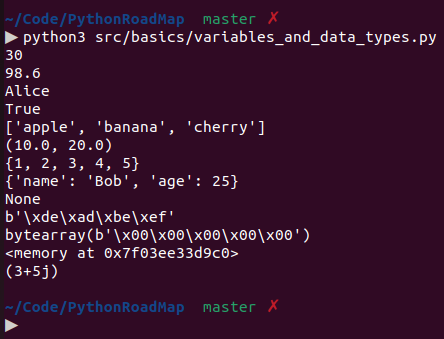 ~/Code/PythonRoadMap master ✗
▶ python3 src/basics/variables_and_data_types.py
30
98.6
Alice
True
['apple', 'banana', 'cherry']
(10.0, 20.0)
{1, 2, 3, 4, 5}
{'name': 'Bob', 'age': 25}
None
b'\xde\xad\xbe\xef'
bytearray(b'\x00\x00\x00\x00\x00')
<memory at 0x7f03ee33d9c0>
(3+5j)
~/Code/PythonRoadMap master ✗
▶